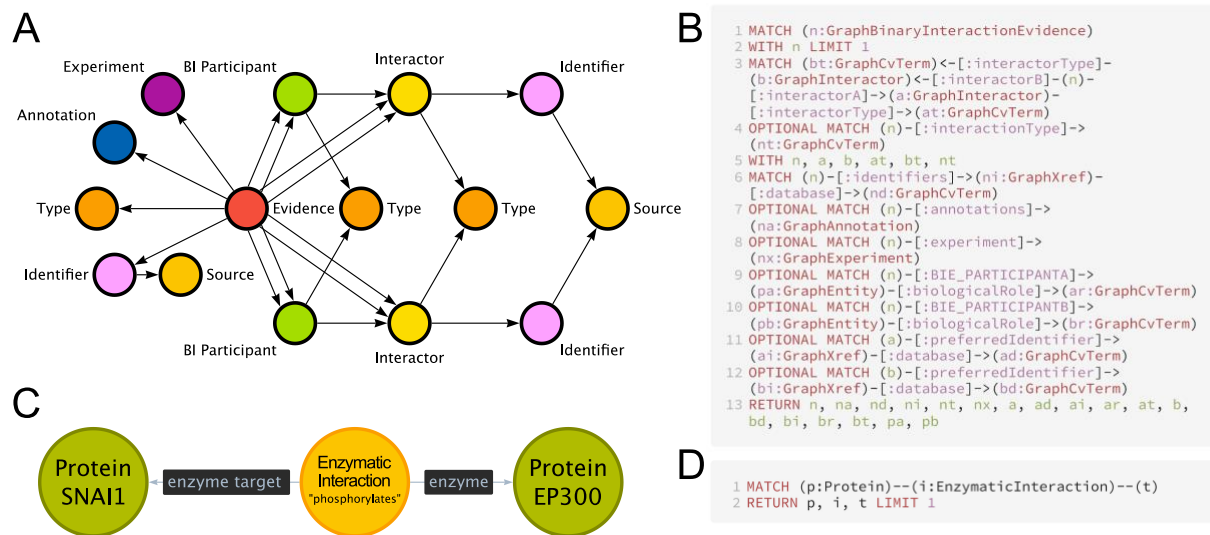 A
Experiment
BI Participant
Interactor
Identifier
Annotation
Type
Evidence
Type
Type
Source
Identifier
Source
BI Participant
Interactor
Identifier
B
1 MATCH (n:GraphBinaryInteractionEvidence)
2 WITH n LIMIT 1
3 MATCH (bt:GraphCvTerm)<-[:interactorType]-
(b:GraphInteractor)<-[:interactorB]-(n)-
[:interactorA]->(a:GraphInteractor)-
[:interactorType]->(at:GraphCvTerm)
4 OPTIONAL MATCH (n)-[:interactionType]->
(nt:GraphCvTerm)
5 WITH n, a, b, at, bt, nt
6 MATCH (n)-[:identifiers]->(ni:GraphXref)-
[:database]->(nd:GraphCvTerm)
7 OPTIONAL MATCH (n)-[:annotations]->
(na:GraphAnnotation)
8 OPTIONAL MATCH (n)-[:experiment]->
(nx:GraphExperiment)
9 OPTIONAL MATCH (n)-[:BIE_PARTICIPANTA]->
(pa:GraphEntity)-[:biologicalRole]->(ar:GraphCvTerm)
10 OPTIONAL MATCH (n)-[:BIE_PARTICIPANTB]->
(pb:GraphEntity)-[:biologicalRole]->(br:GraphCvTerm)
11 OPTIONAL MATCH (a)-[:preferredIdentifier]->
(ai:GraphXref)-[:database]->(ad:GraphCvTerm)
12 OPTIONAL MATCH (b)-[:preferredIdentifier]->
(bi:GraphXref)-[:database]->(bd:GraphCvTerm)
13 RETURN n, na, nd, ni, nt, nx, a, ad, ai, ar, at, b,
bd, bi, br, bt, pa, pb
C
Protein
SNAI1
enzyme target
Enzymatic
Interaction
"phosphorylates"
enzyme
Protein
EP300
D
1 MATCH (p:Protein)--(i:EnzymaticInteraction)--(t)
2 RETURN p, i, t LIMIT 1